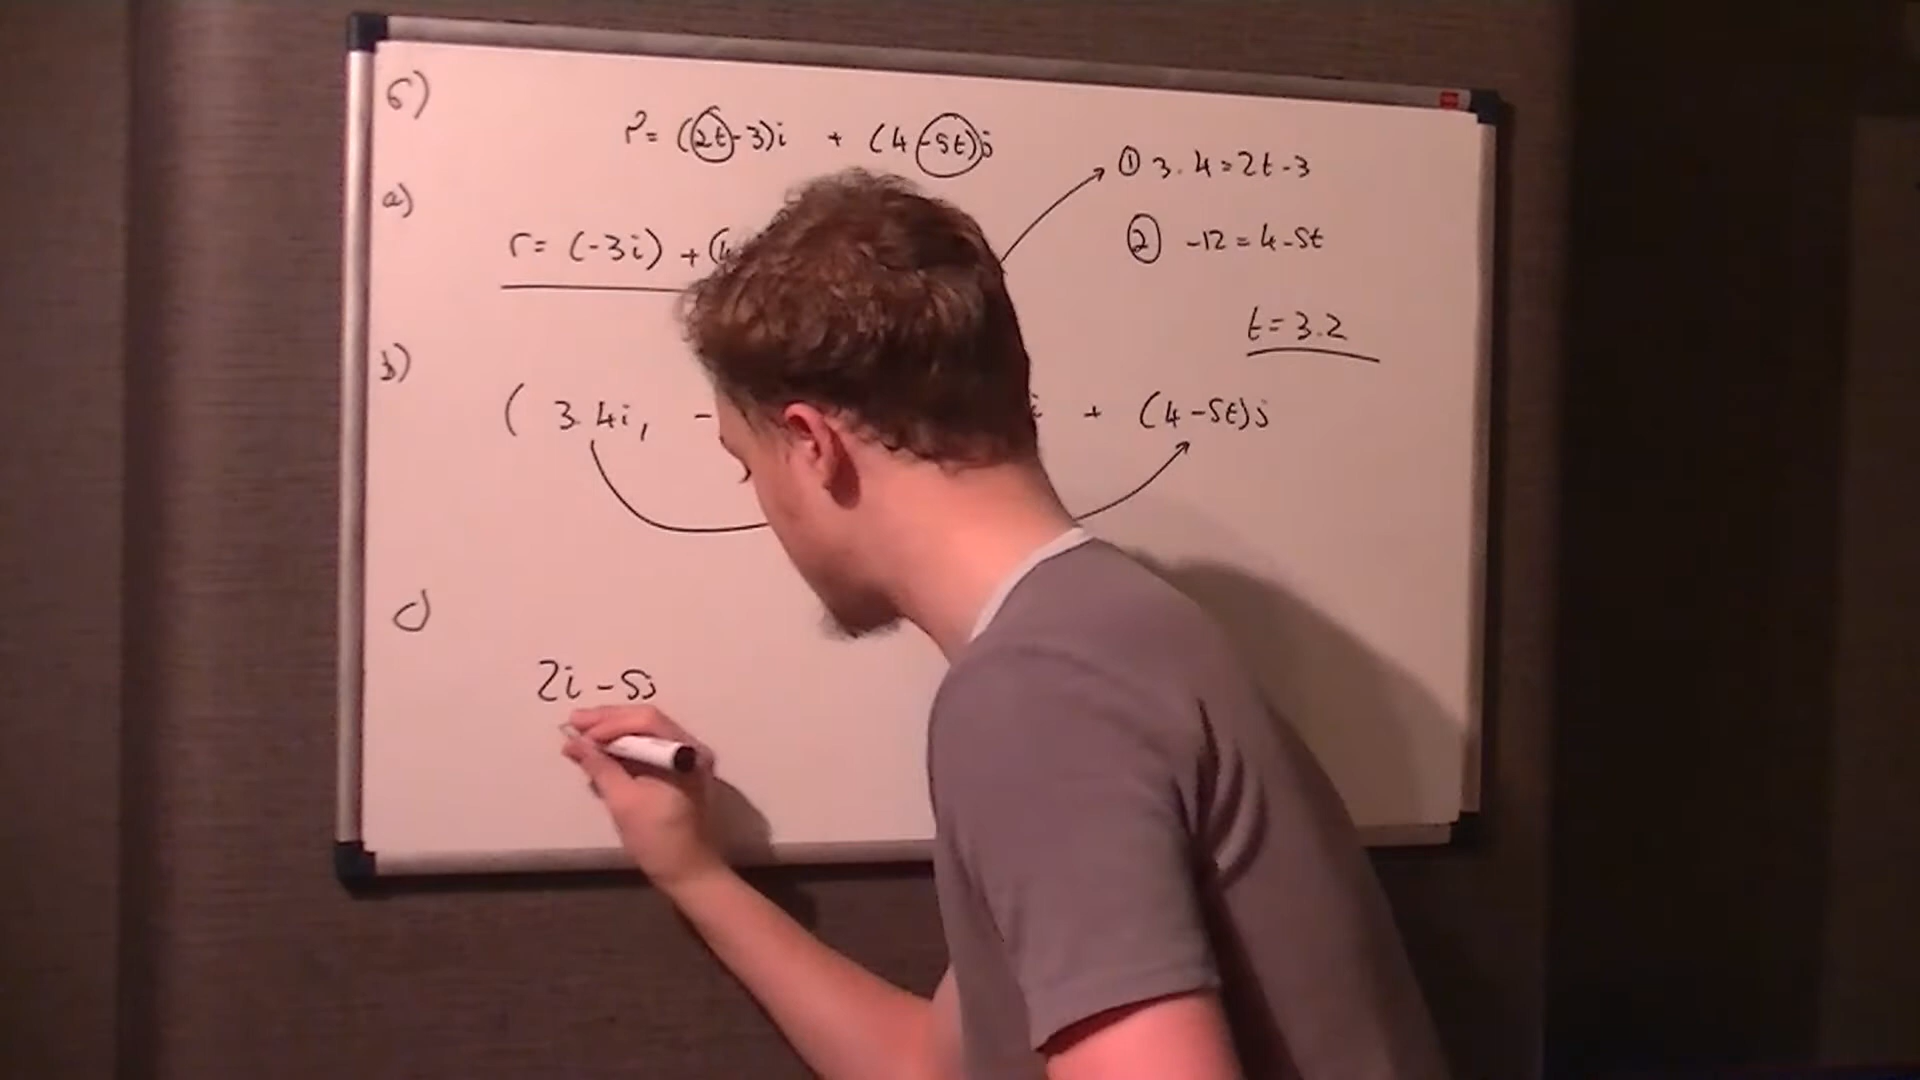 5)
r = (2t-3)i + (4-5t)j
① 3.4 = 2t-3
a)
r = (-3i) + (4
② -12 = 4-5t
t = 3.2
b)
( 3.4i, - i + (4-5t)j
c)
2i - 5j